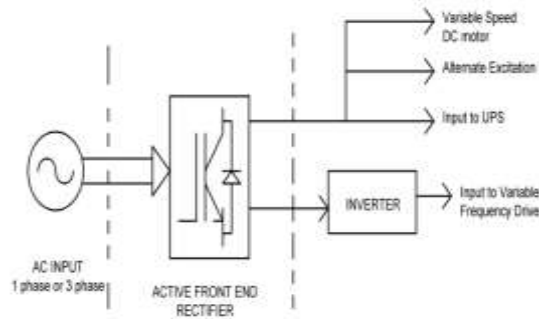 Variable Speed
DC motor
Alternate Excitation
Input to UPS
INVERTER
Input to Variable
Frequency Drive
AC INPUT
1 phase or 3 phase
ACTIVE FRONT END
RECTIFIER